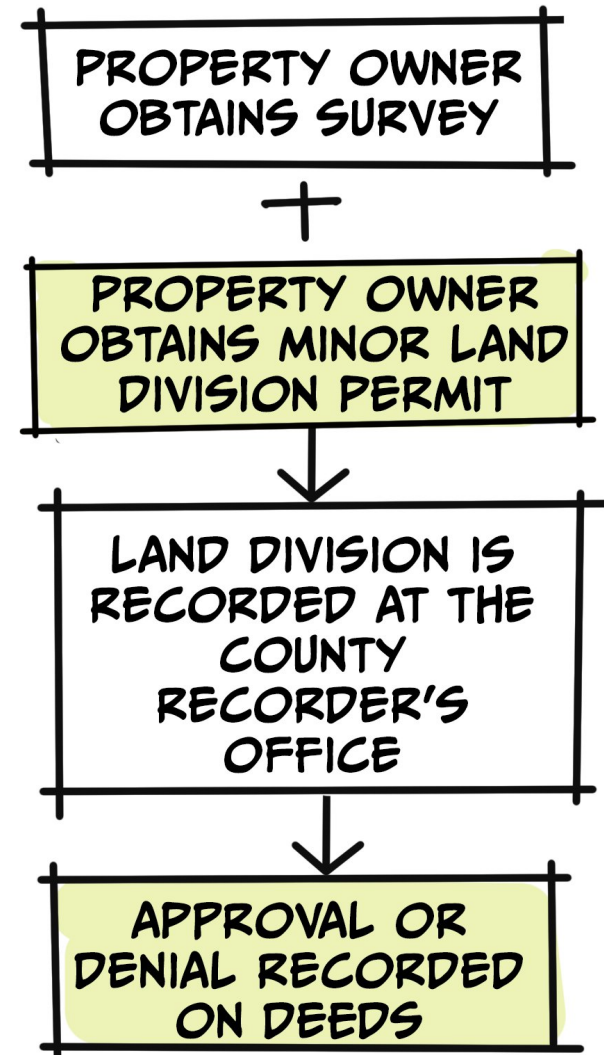 PROPERTY OWNER
OBTAINS SURVEY
+
PROPERTY OWNER
OBTAINS MINOR LAND
DIVISION PERMIT
LAND DIVISION IS
RECORDED AT THE
COUNTY
RECORDER'S
OFFICE
APPROVAL OR
DENIAL RECORDED
ON DEEDS